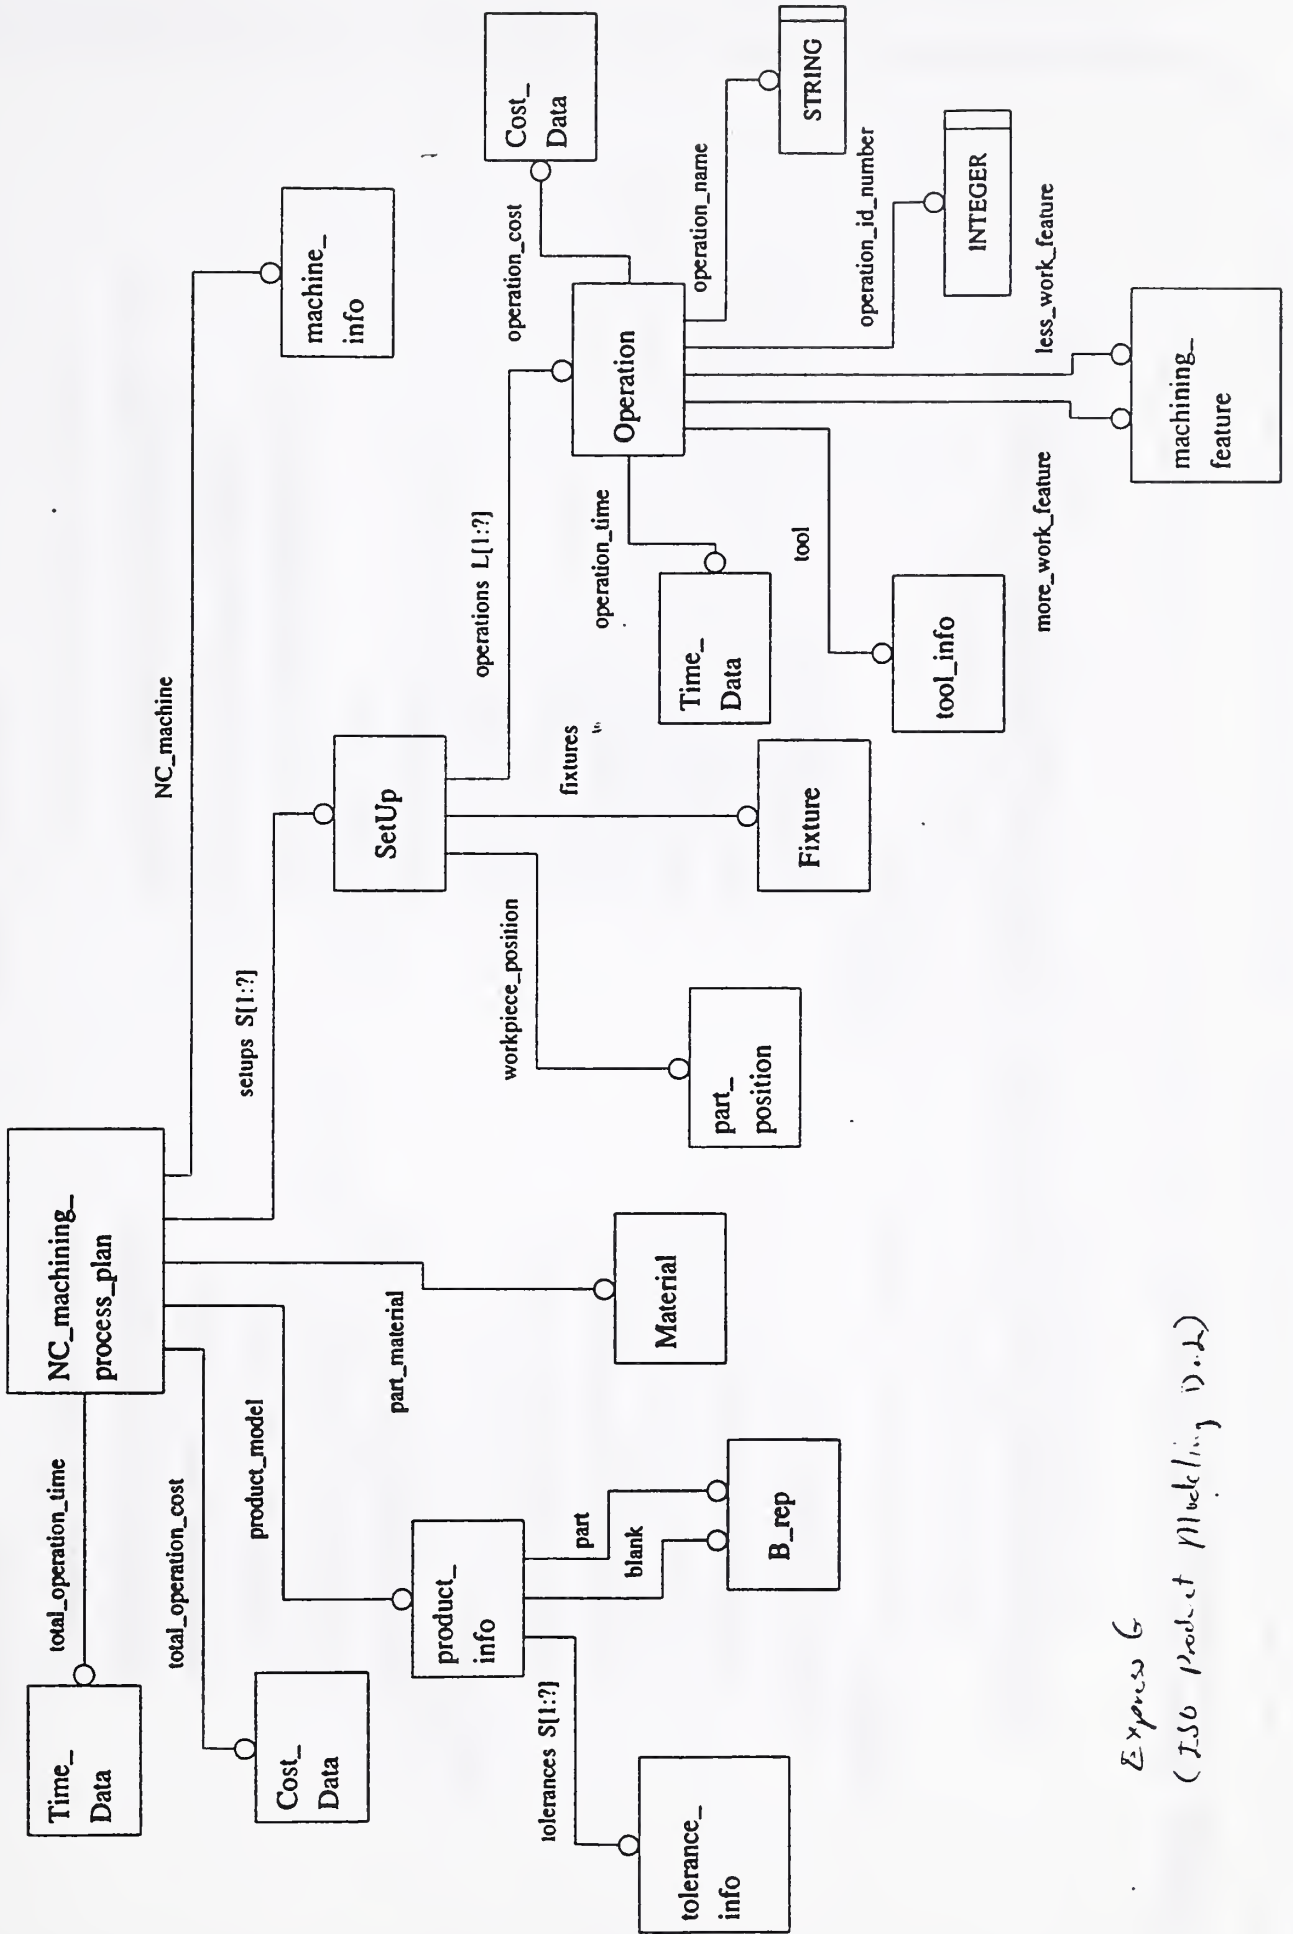 NC_machining_
process_plan
total_operation_time
Time_
Data
total_operation_cost
Cost_
Data
product_model
product_
info
tolerances S[1:?]
tolerance_
info
blank
part
B_rep
part_material
Material
setups S[1:?]
SetUp
workpiece_position
part_
position
fixtures
Fixture
operations L[1:?]
Operation
operation_time
Time_
Data
tool
tool_info
more_work_feature
less_work_feature
machining_
feature
operation_id_number
INTEGER
operation_name
STRING
operation_cost
Cost_
Data
NC_machine
machine_
info
Express G
(ISO Product Modeling